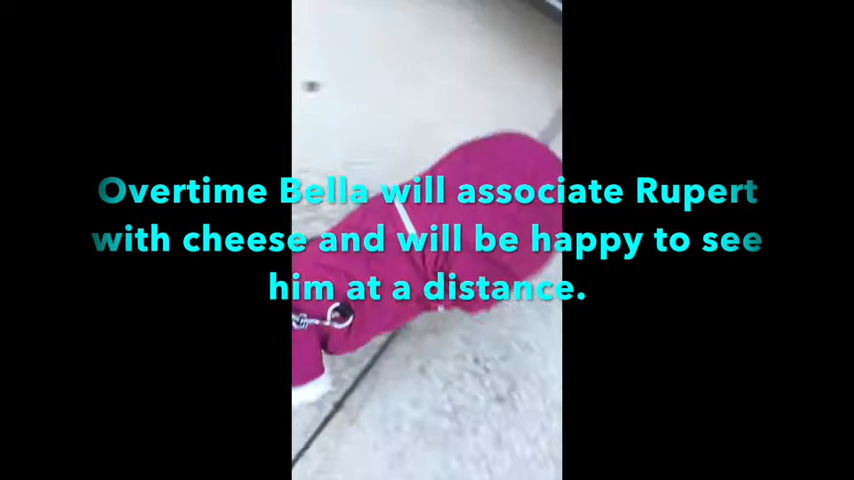 Overtime Bella will associate Rupert
with cheese and will be happy to see
him at a distance.